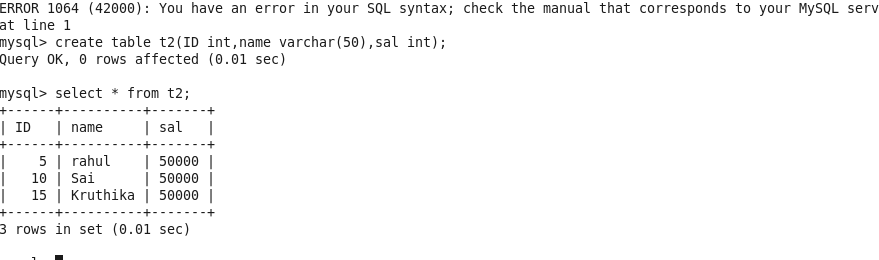 ERROR 1064 (42000): You have an error in your SQL syntax; check the manual that corresponds to your MySQL serv
at line 1
mysql> create table t2(ID int,name varchar(50),sal int);
Query OK, 0 rows affected (0.01 sec)
mysql> select * from t2;
+------+----------+-------+
| ID   | name     | sal   |
+------+----------+-------+
|    5 | rahul    | 50000 |
|   10 | Sai      | 50000 |
|   15 | Kruthika | 50000 |
+------+----------+-------+
3 rows in set (0.01 sec)